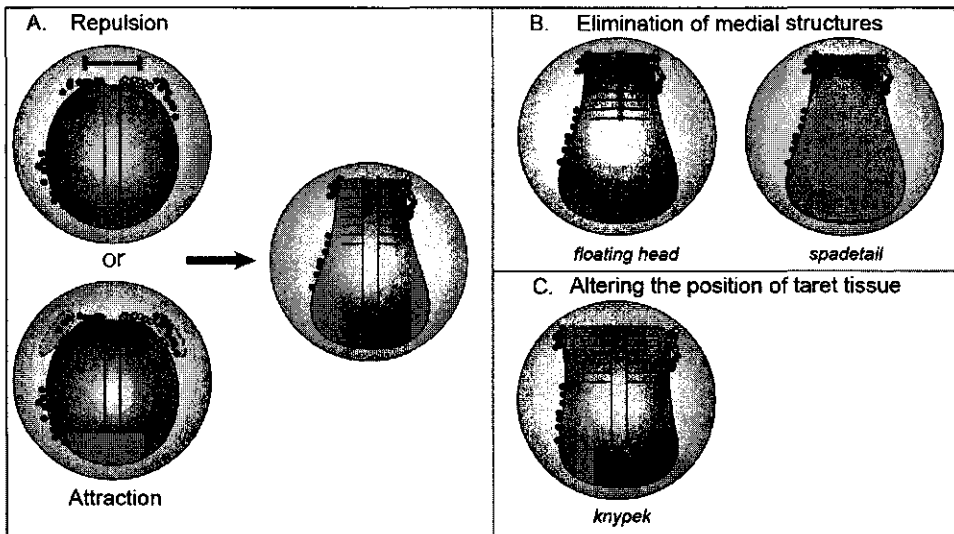 A. Repulsion
or
Attraction
B. Elimination of medial structures
floating head spadetail
C. Altering the position of taret tissue
knypek